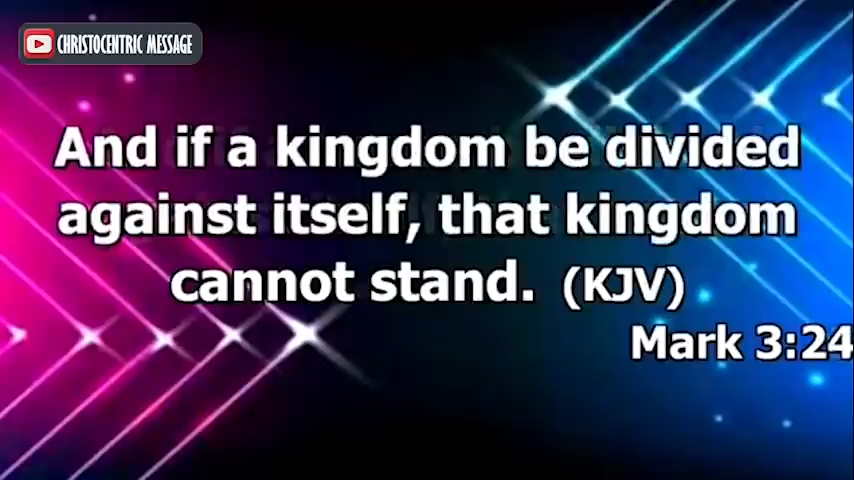 CHRISTOCENTRIC MESSAGE
And if a kingdom be divided
against itself, that kingdom
cannot stand. (KJV)
Mark 3:24